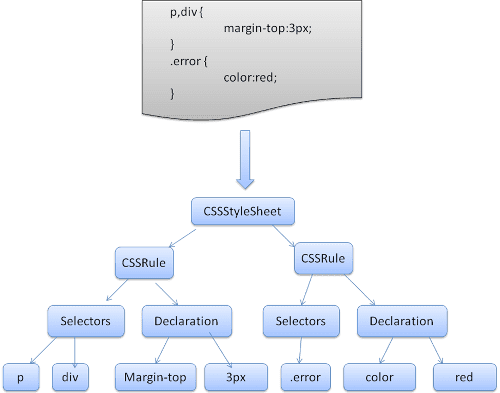 p,div {
margin-top:3px;
}
.error {
color:red;
}
CSSStyleSheet
CSSRule
CSSRule
Selectors
Declaration
Selectors
Declaration
p
div
Margin-top
3px
.error
color
red